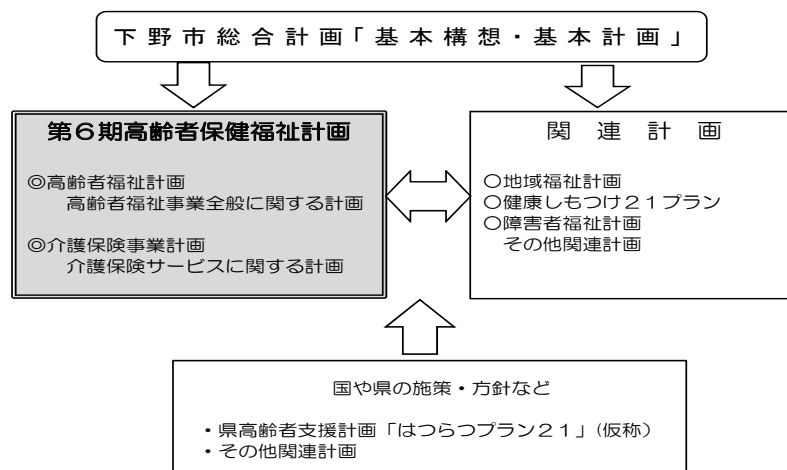 下野市総合計画「基本構想・基本計画」
第６期高齢者保健福祉計画
◎高齢者福祉計画
高齢者福祉事業全般に関する計画
◎介護保険事業計画
介護保険サービスに関する計画
関連計画
○地域福祉計画
○健康しもつけ２１プラン
○障害者福祉計画
その他関連計画
国や県の施策・方針など
・県高齢者支援計画「はつらつプラン２１」（仮称）
・その他関連計画